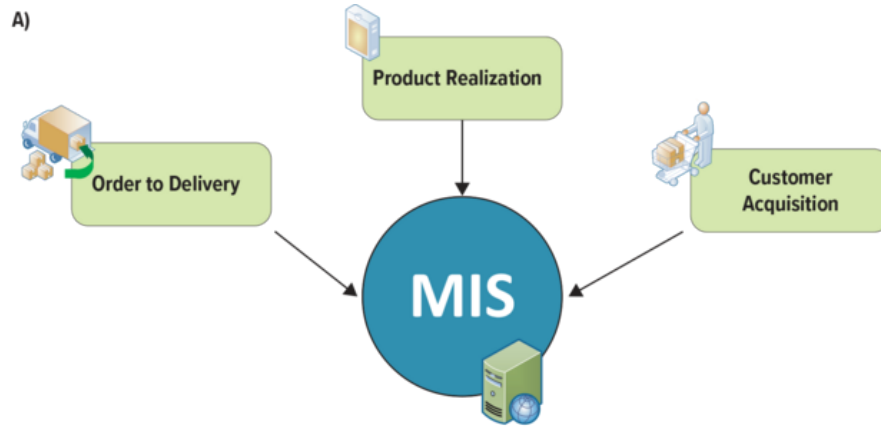 A)
Product Realization
Order to Delivery
Customer
Acquisition
MIS